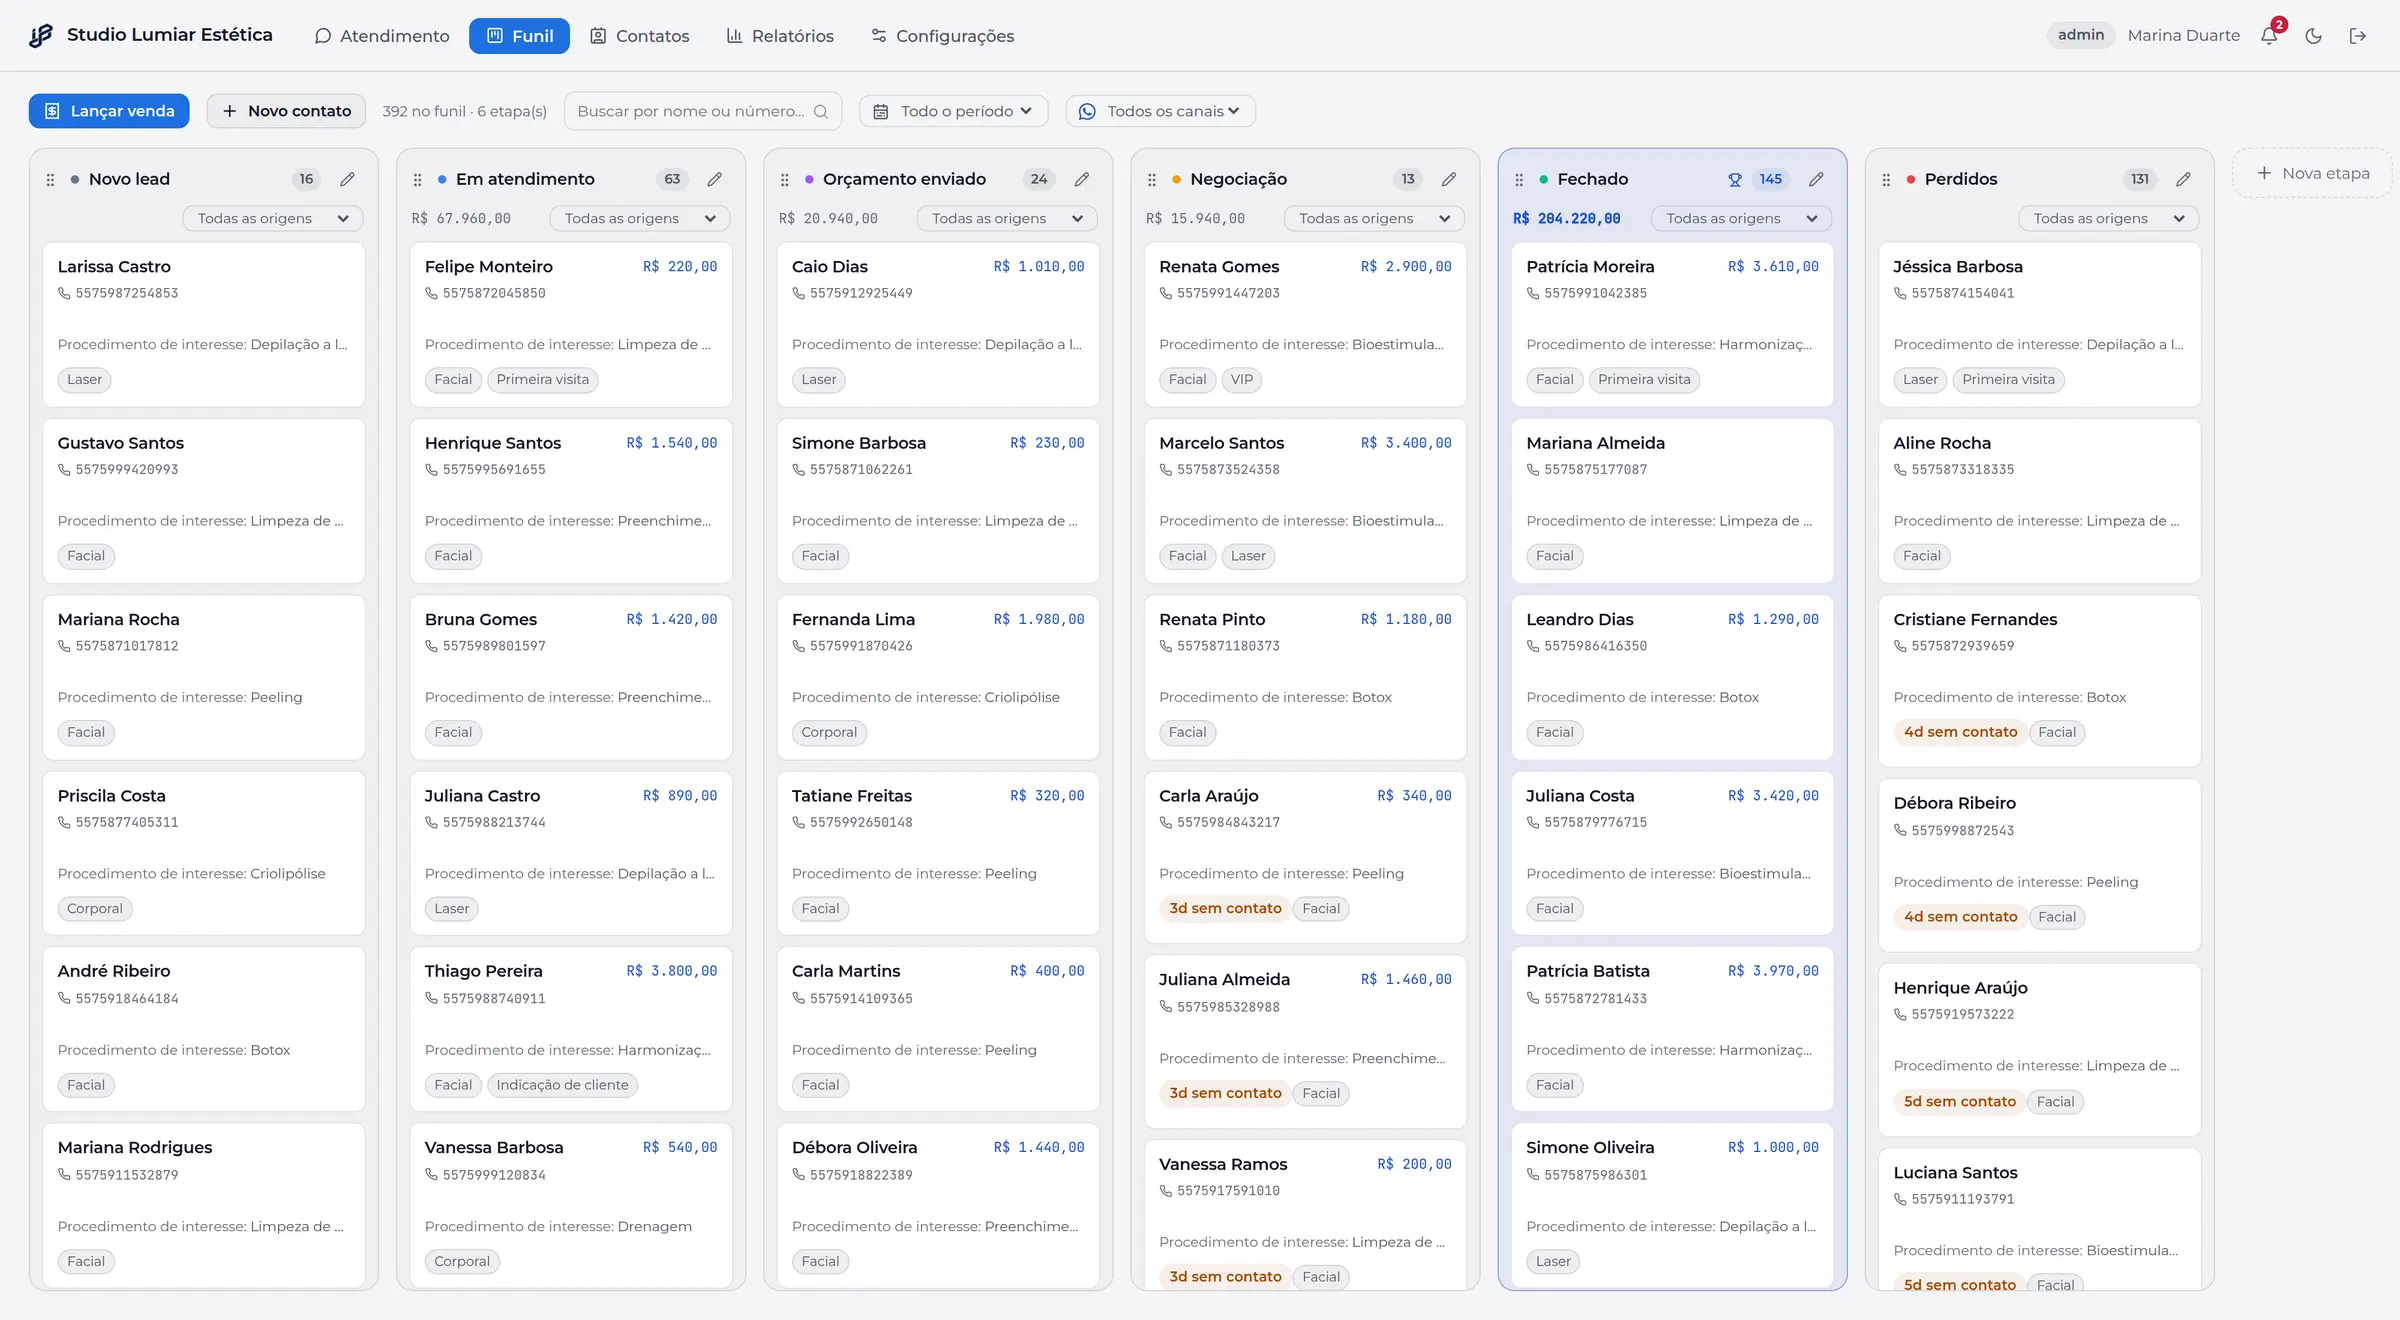 Studio Lumiar Estética
Atendimento
Funil
Contatos
Relatórios
Configurações
admin
Marina Duarte
2
Lançar venda
Novo contato
392 no funil · 6 etapa(s)
Buscar por nome ou número...
Todo o período
Todos os canais
Novo lead
16
Todas as origens
Larissa Castro
5575987254853
Procedimento de interesse: Depilação a l...
Laser
Gustavo Santos
5575999420993
Procedimento de interesse: Limpeza de ...
Facial
Mariana Rocha
5575871017812
Procedimento de interesse: Peeling
Facial
Priscila Costa
5575877405311
Procedimento de interesse: Criolipólise
Corporal
André Ribeiro
5575918464184
Procedimento de interesse: Botox
Facial
Mariana Rodrigues
5575911532879
Procedimento de interesse: Limpeza de ...
Facial
Em atendimento
63
R$ 67.960,00
Todas as origens
Felipe Monteiro R$ 220,00
5575872045850
Procedimento de interesse: Limpeza de ...
Facial Primeira visita
Henrique Santos R$ 1.540,00
5575995691655
Procedimento de interesse: Preenchime...
Facial
Bruna Gomes R$ 1.420,00
5575989801597
Procedimento de interesse: Preenchime...
Facial
Juliana Castro R$ 890,00
5575988213744
Procedimento de interesse: Depilação a l...
Laser
Thiago Pereira R$ 3.800,00
5575988740911
Procedimento de interesse: Harmonizaç...
Facial Indicação de cliente
Vanessa Barbosa R$ 540,00
5575999120834
Procedimento de interesse: Drenagem
Corporal
Orçamento enviado
24
R$ 20.940,00
Todas as origens
Caio Dias R$ 1.010,00
5575912925449
Procedimento de interesse: Depilação a l...
Laser
Simone Barbosa R$ 230,00
5575871062261
Procedimento de interesse: Limpeza de ...
Facial
Fernanda Lima R$ 1.980,00
5575991870426
Procedimento de interesse: Criolipólise
Corporal
Tatiane Freitas R$ 320,00
5575992650148
Procedimento de interesse: Peeling
Facial
Carla Martins R$ 400,00
5575914109365
Procedimento de interesse: Peeling
Facial
Débora Oliveira R$ 1.440,00
5575918822389
Procedimento de interesse: Preenchime...
Facial
Negociação
13
R$ 15.940,00
Todas as origens
Renata Gomes R$ 2.900,00
5575991447203
Procedimento de interesse: Bioestimula...
Facial VIP
Marcelo Santos R$ 3.400,00
5575873524358
Procedimento de interesse: Bioestimula...
Facial Laser
Renata Pinto R$ 1.180,00
5575871180373
Procedimento de interesse: Botox
Facial
Carla Araújo R$ 340,00
5575984843217
Procedimento de interesse: Peeling
3d sem contato Facial
Juliana Almeida R$ 1.460,00
5575985328988
Procedimento de interesse: Preenchime...
3d sem contato Facial
Vanessa Ramos R$ 200,00
5575917591010
Procedimento de interesse: Limpeza de ...
3d sem contato Facial
Fechado
145
R$ 204.220,00
Todas as origens
Patrícia Moreira R$ 3.610,00
5575991042385
Procedimento de interesse: Harmonizaç...
Facial Primeira visita
Mariana Almeida
5575875177087
Procedimento de interesse: Limpeza de ...
Facial
Leandro Dias R$ 1.290,00
5575986416350
Procedimento de interesse: Botox
Facial
Juliana Costa R$ 3.420,00
5575879776715
Procedimento de interesse: Bioestimula...
Facial
Patrícia Batista R$ 3.970,00
5575872781433
Procedimento de interesse: Harmonizaç...
Facial
Simone Oliveira R$ 1.000,00
5575875986301
Procedimento de interesse: Depilação a l...
Laser
Perdidos
131
Todas as origens
Jéssica Barbosa
5575874154041
Procedimento de interesse: Depilação a l...
Laser Primeira visita
Aline Rocha
5575873318335
Procedimento de interesse: Limpeza de ...
Facial
Cristiane Fernandes
5575872939659
Procedimento de interesse: Botox
4d sem contato Facial
Débora Ribeiro
5575998872543
Procedimento de interesse: Peeling
4d sem contato Facial
Henrique Araújo
5575919573222
Procedimento de interesse: Limpeza de ...
5d sem contato Facial
Luciana Santos
5575911193791
Procedimento de interesse: Bioestimula...
5d sem contato Facial
Nova etapa